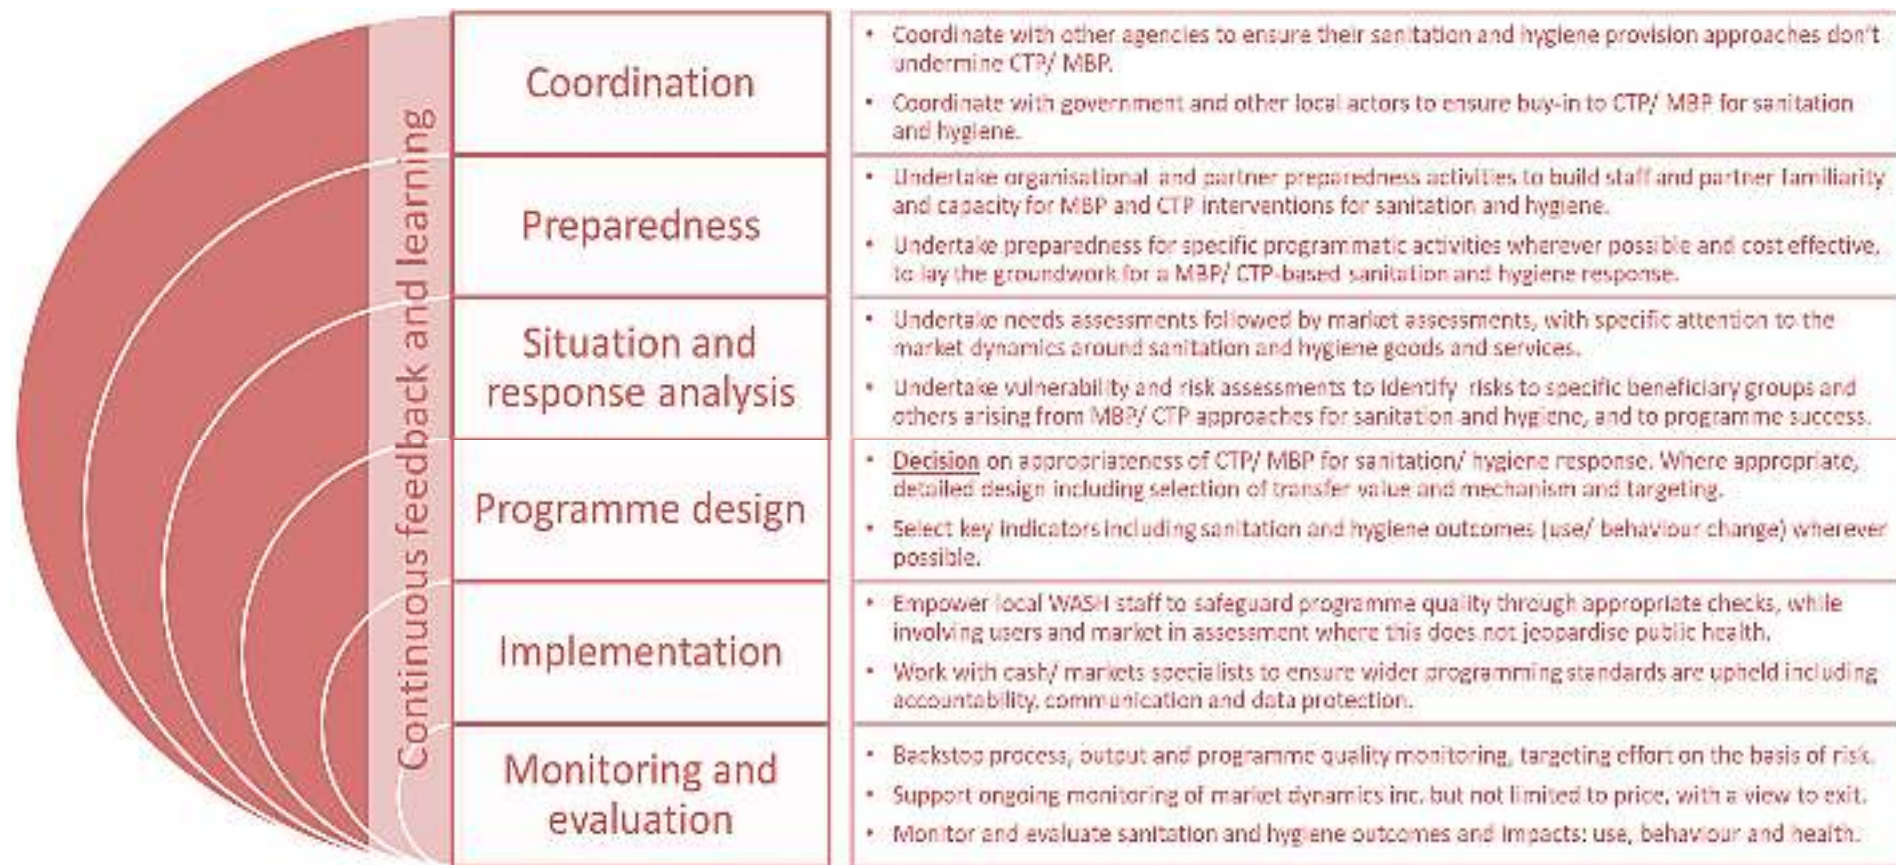 Continuous feedback and learning
Coordination
• Coordinate with other agencies to ensure their sanitation and hygiene provision approaches don't
undermine CTP/ MBP.
• Coordinate with government and other local actors to ensure buy-in to CTP/ MBP for sanitation
and hygiene.
Preparedness
• Undertake organisational and partner preparedness activities to build staff and partner familiarity
and capacity for MBP and CTP interventions for sanitation and hygiene.
• Undertake preparedness for specific programmatic activities wherever possible and cost effective,
to lay the groundwork for a MBP/ CTP-based sanitation and hygiene response.
Situation and
response analysis
• Undertake needs assessments followed by market assessments, with specific attention to the
market dynamics around sanitation and hygiene goods and services.
• Undertake vulnerability and risk assessments to identify risks to specific beneficiary groups and
others arising from MBP/ CTP approaches for sanitation and hygiene, and to programme success.
Programme design
• Decision on appropriateness of CTP/ MBP for sanitation/ hygiene response. Where appropriate,
detailed design including selection of transfer value and mechanism and targeting.
• Select key indicators including sanitation and hygiene outcomes (use/ behaviour change) wherever
possible.
Implementation
• Empower local WASH staff to safeguard programme quality through appropriate checks, while
involving users and market in assessment where this does not jeopardise public health.
• Work with cash/ markets specialists to ensure wider programming standards are upheld including
accountability, communication and data protection.
Monitoring and
evaluation
• Backstop process, output and programme quality monitoring, targeting effort on the basis of risk.
• Support ongoing monitoring of market dynamics inc. but not limited to price, with a view to exit.
• Monitor and evaluate sanitation and hygiene outcomes and impacts: use, behaviour and health.